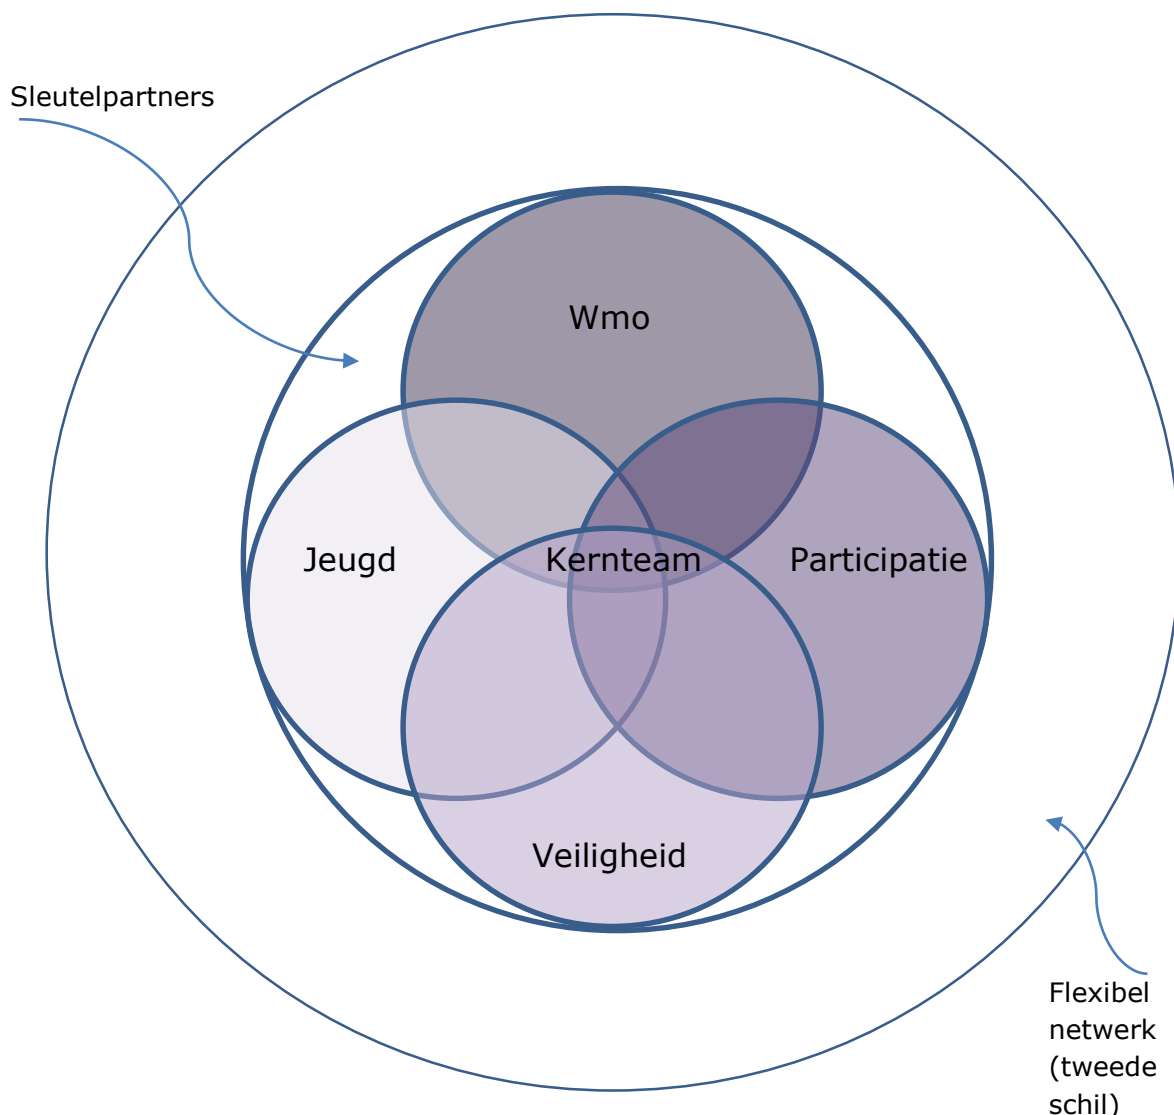 Sleutelpartners
Wmo
Jeugd
Kernteam
Participatie
Veiligheid
Flexibel
netwerk
(tweede
schil)